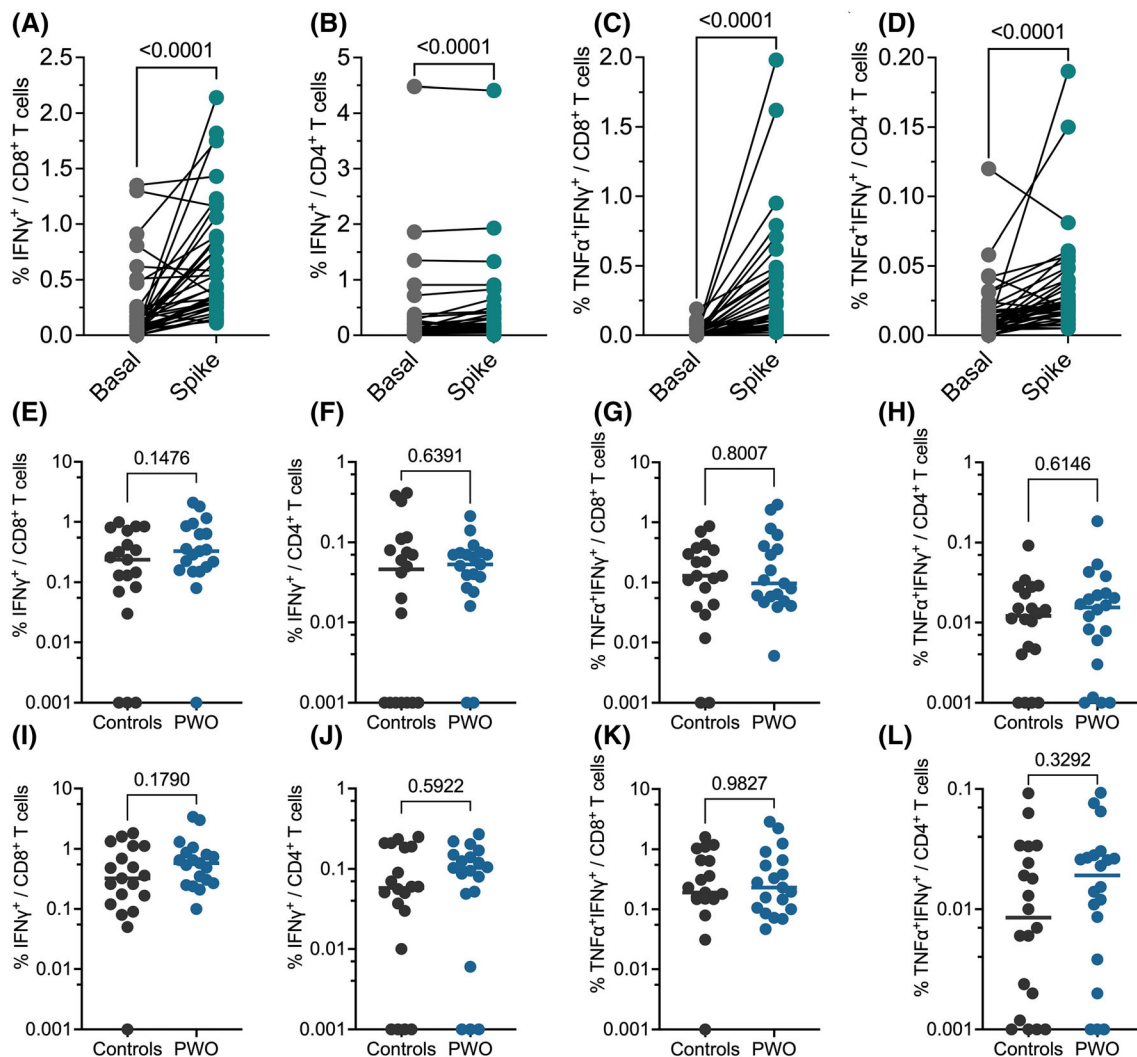 (A)
<0.0001
% IFNγ⁺ / CD8⁺ T cells
2.5
2.0
1.5
1.0
0.5
0.0
Basal
Spike
(B)
<0.0001
% IFNγ⁺ / CD4⁺ T cells
5
4
3
2
1
0
Basal
Spike
(C)
<0.0001
% TNFα⁺IFNγ⁺ / CD8⁺ T cells
2.0
1.5
1.0
0.5
0.0
Basal
Spike
(D)
<0.0001
% TNFα⁺IFNγ⁺ / CD4⁺ T cells
0.20
0.15
0.10
0.05
0.00
Basal
Spike
(E)
0.1476
% IFNγ⁺ / CD8⁺ T cells
10
1
0.1
0.01
0.001
Controls
PWO
(F)
0.6391
% IFNγ⁺ / CD4⁺ T cells
1
0.1
0.01
0.001
Controls
PWO
(G)
0.8007
% TNFα⁺IFNγ⁺ / CD8⁺ T cells
10
1
0.1
0.01
0.001
Controls
PWO
(H)
0.6146
% TNFα⁺IFNγ⁺ / CD4⁺ T cells
1
0.1
0.01
0.001
Controls
PWO
(I)
0.1790
% IFNγ⁺ / CD8⁺ T cells
10
1
0.1
0.01
0.001
Controls
PWO
(J)
0.5922
% IFNγ⁺ / CD4⁺ T cells
1
0.1
0.01
0.001
Controls
PWO
(K)
0.9827
% TNFα⁺IFNγ⁺ / CD8⁺ T cells
10
1
0.1
0.01
0.001
Controls
PWO
(L)
0.3292
% TNFα⁺IFNγ⁺ / CD4⁺ T cells
0.1
0.01
0.001
Controls
PWO